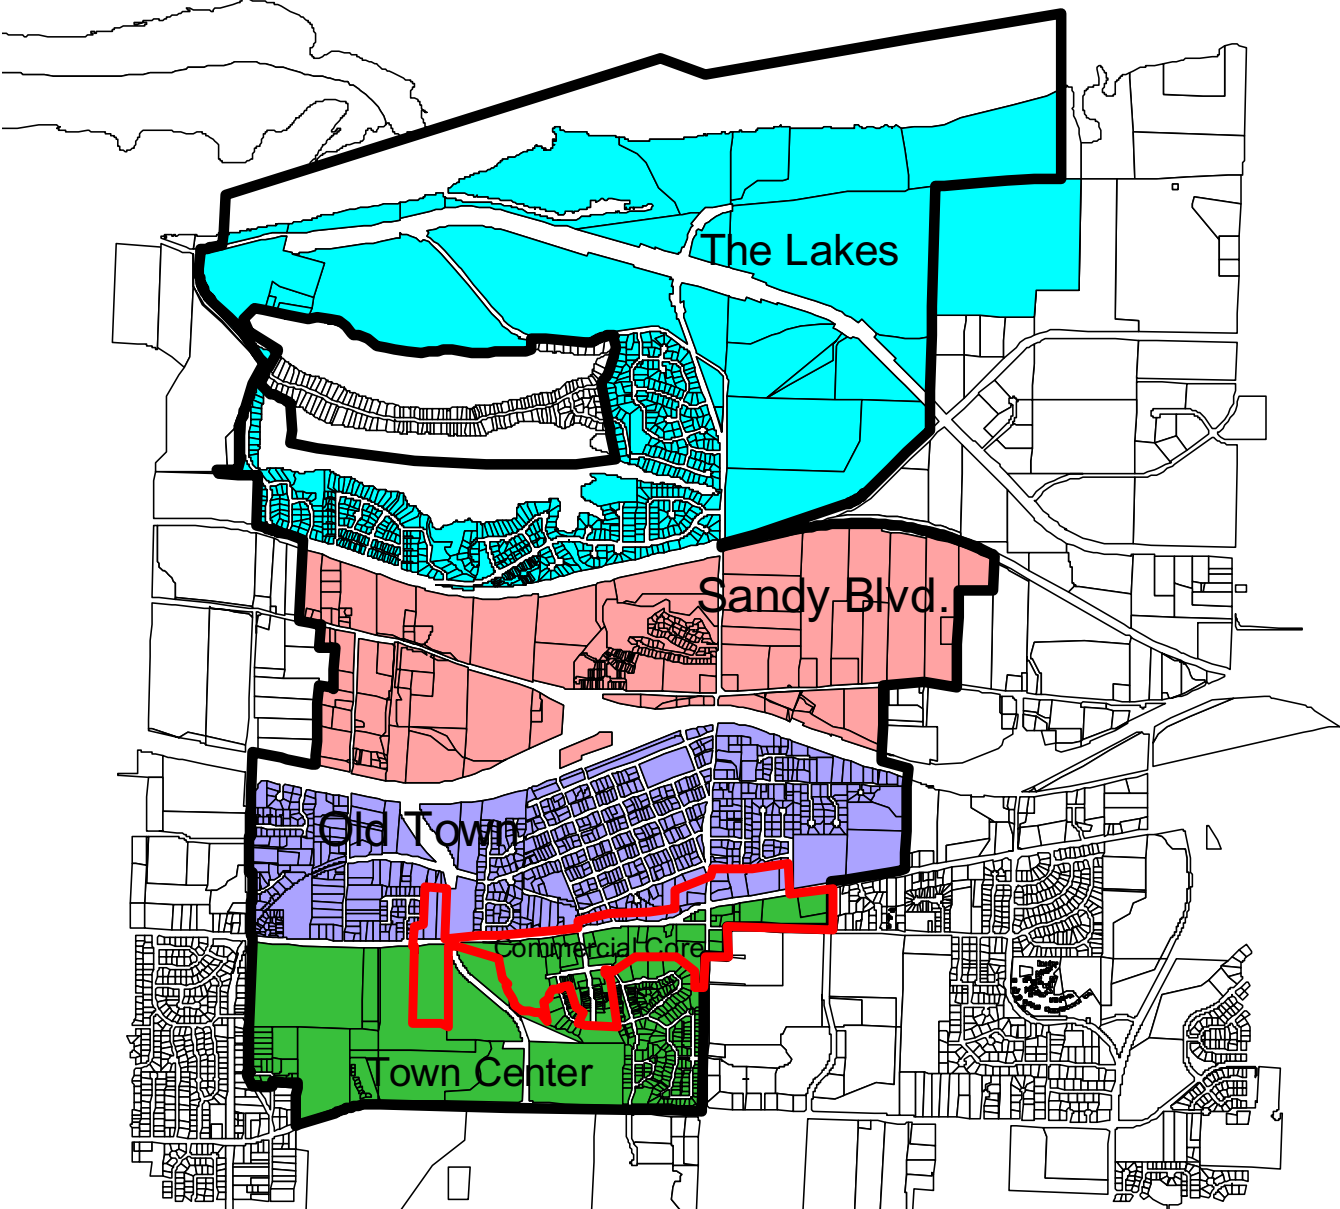 The Lakes
Sandy Blvd.
Old Town
Commercial Core
Town Center